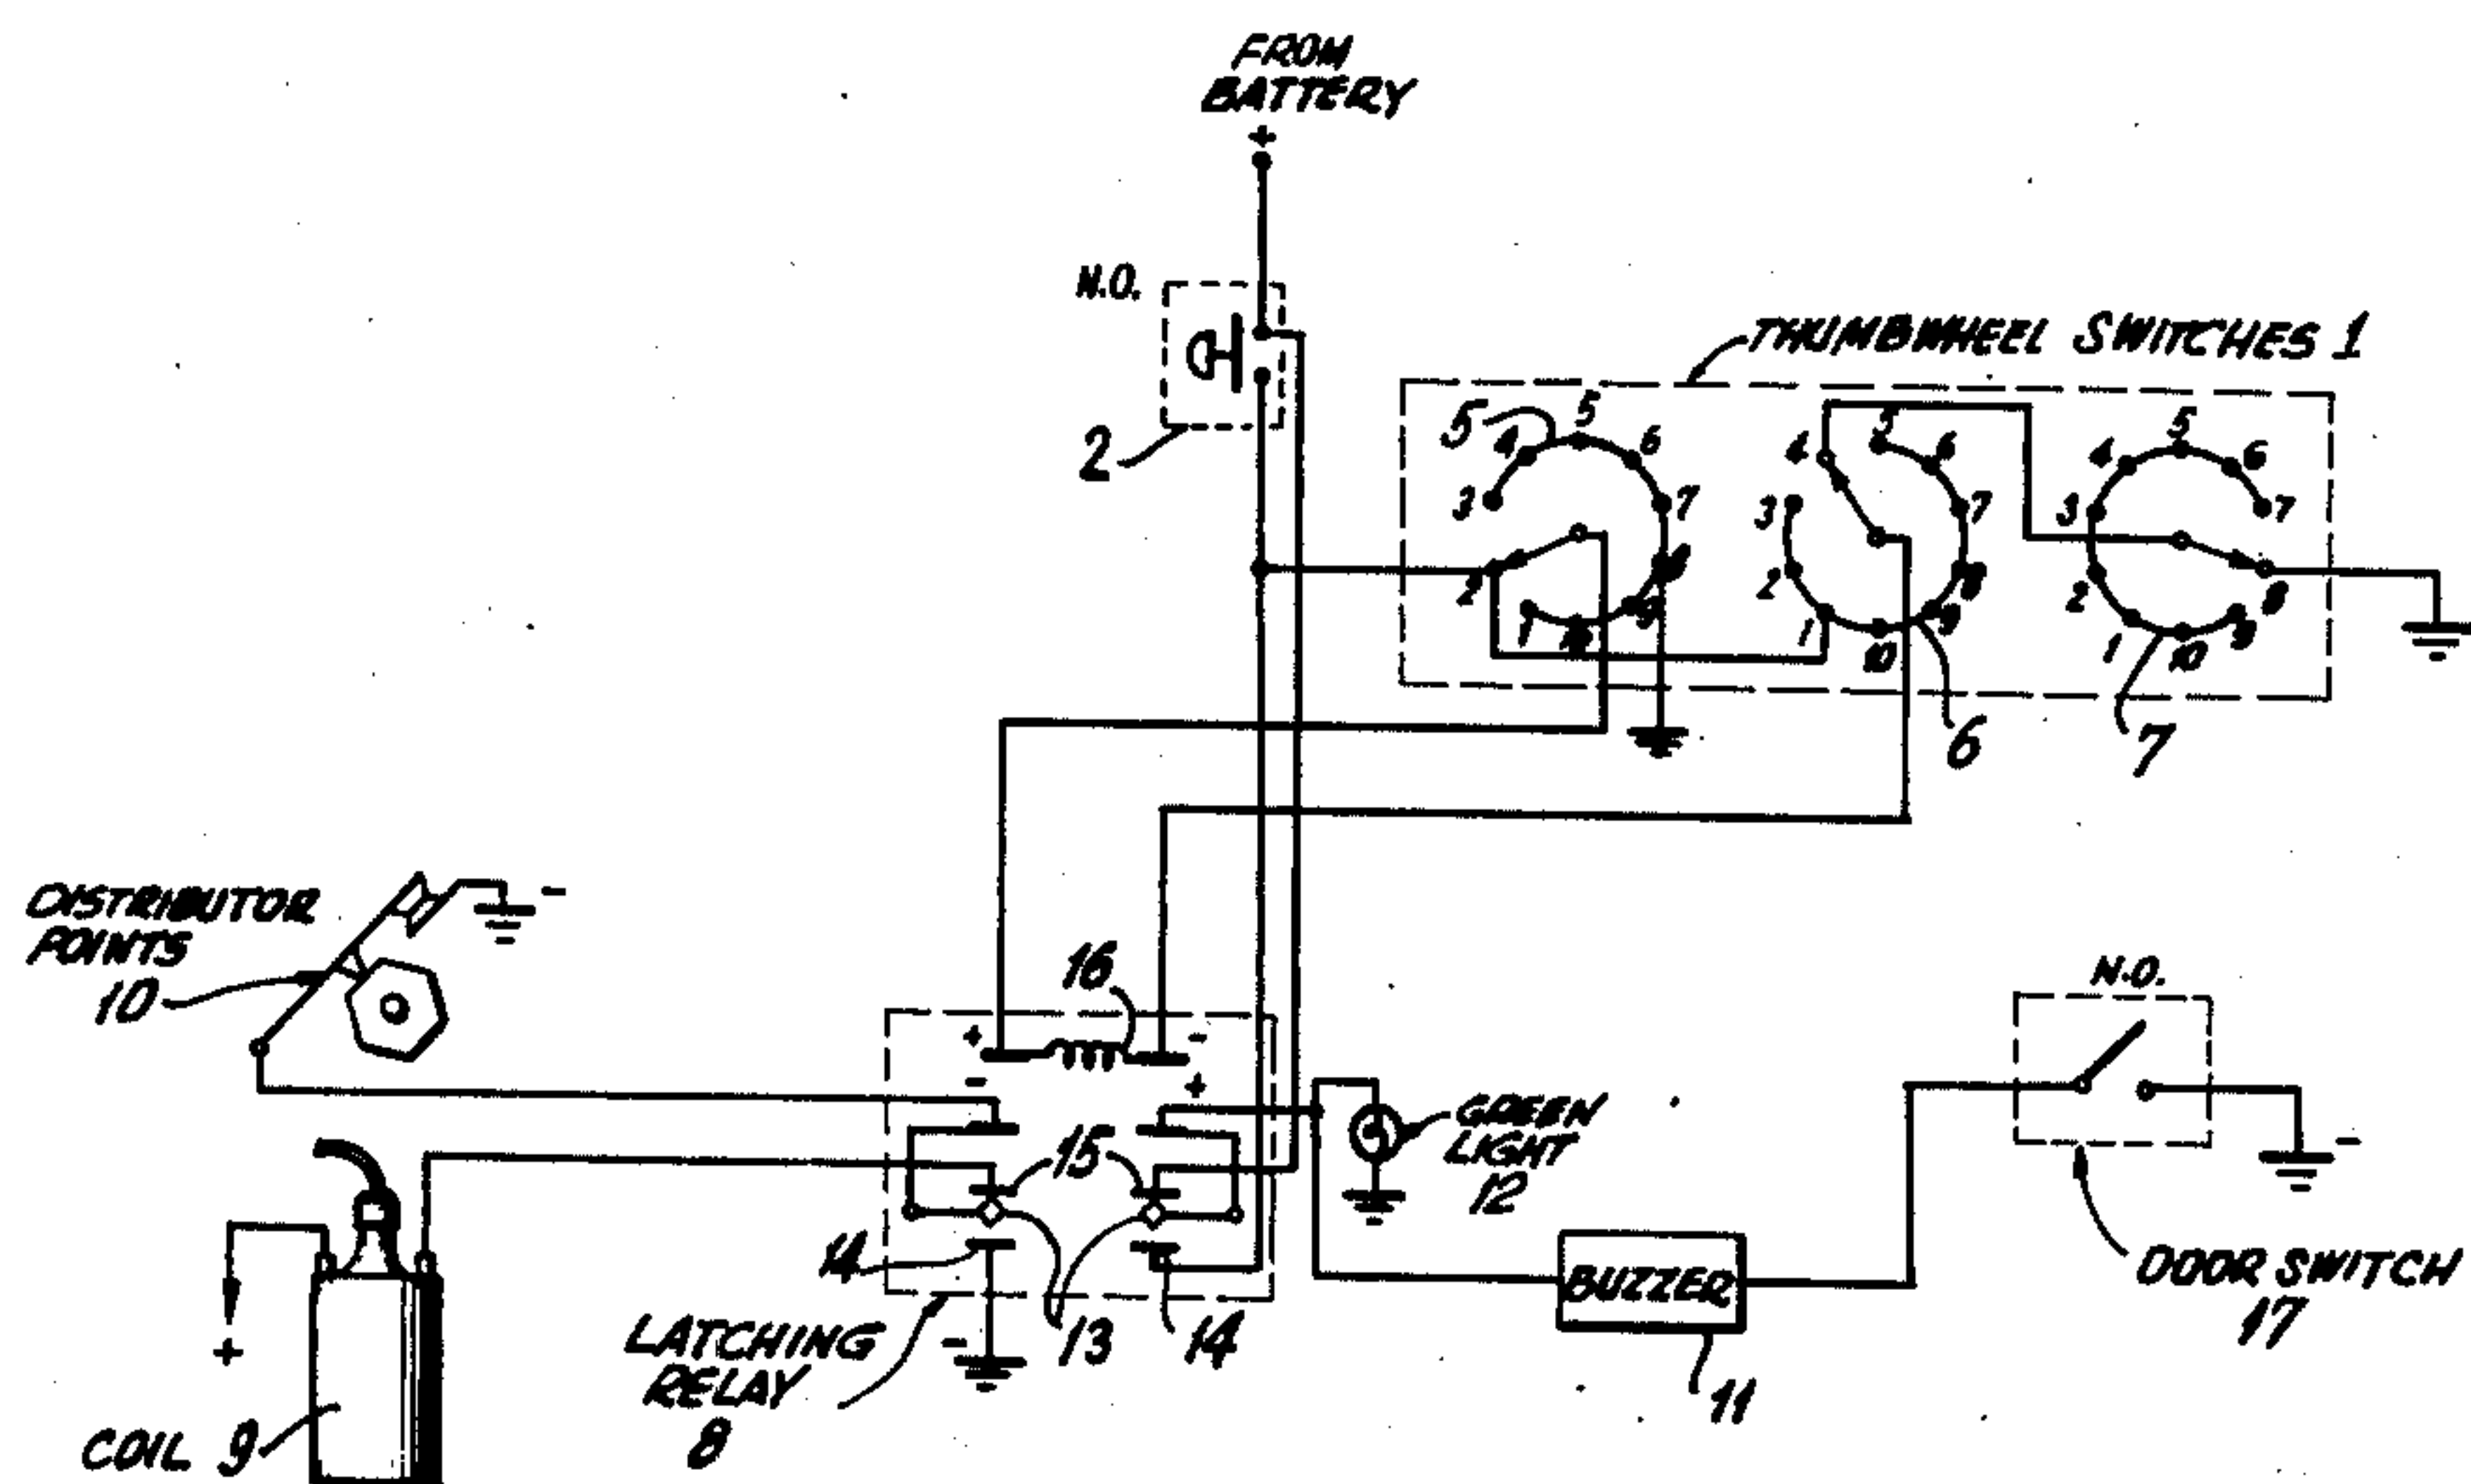 FROM
BATTERY
+
N.O.
2
THUMBWHEEL SWITCHES 1
5
3 4 5 6 7 8 9 10 1 2
3 4 5 6 7 8 9 10 1 2
3 4 5 6 7 8 9 10 1 2
6
7
DISTRIBUTOR
POINTS
10
-
16
+ -
- +
15
GREEN
LIGHT
12
N.O.
-
DOOR SWITCH
17
BUZZER
11
14
13
LATCHING
RELAY
8
-
+
COIL 9